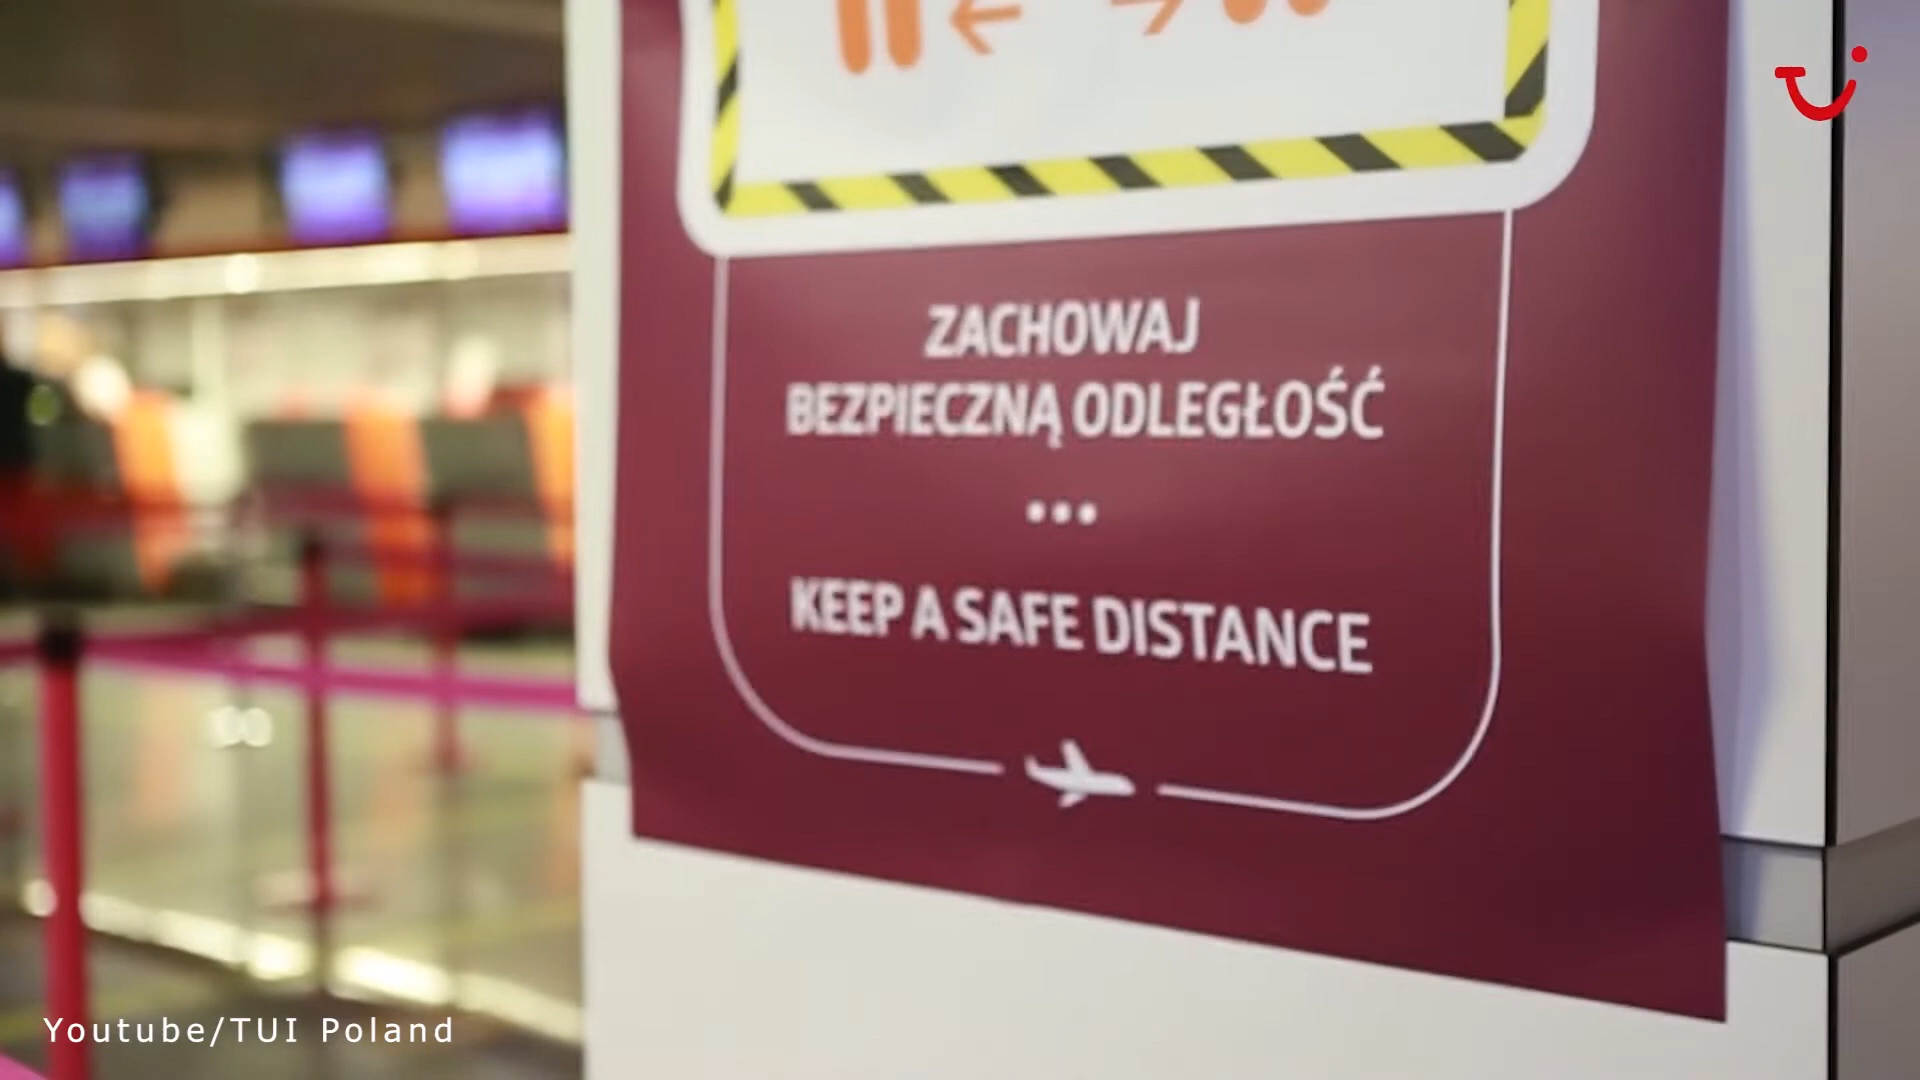 ZACHOWAJ
BEZPIECZNĄ ODLEGŁOŚĆ
KEEP A SAFE DISTANCE
Youtube/TUI Poland